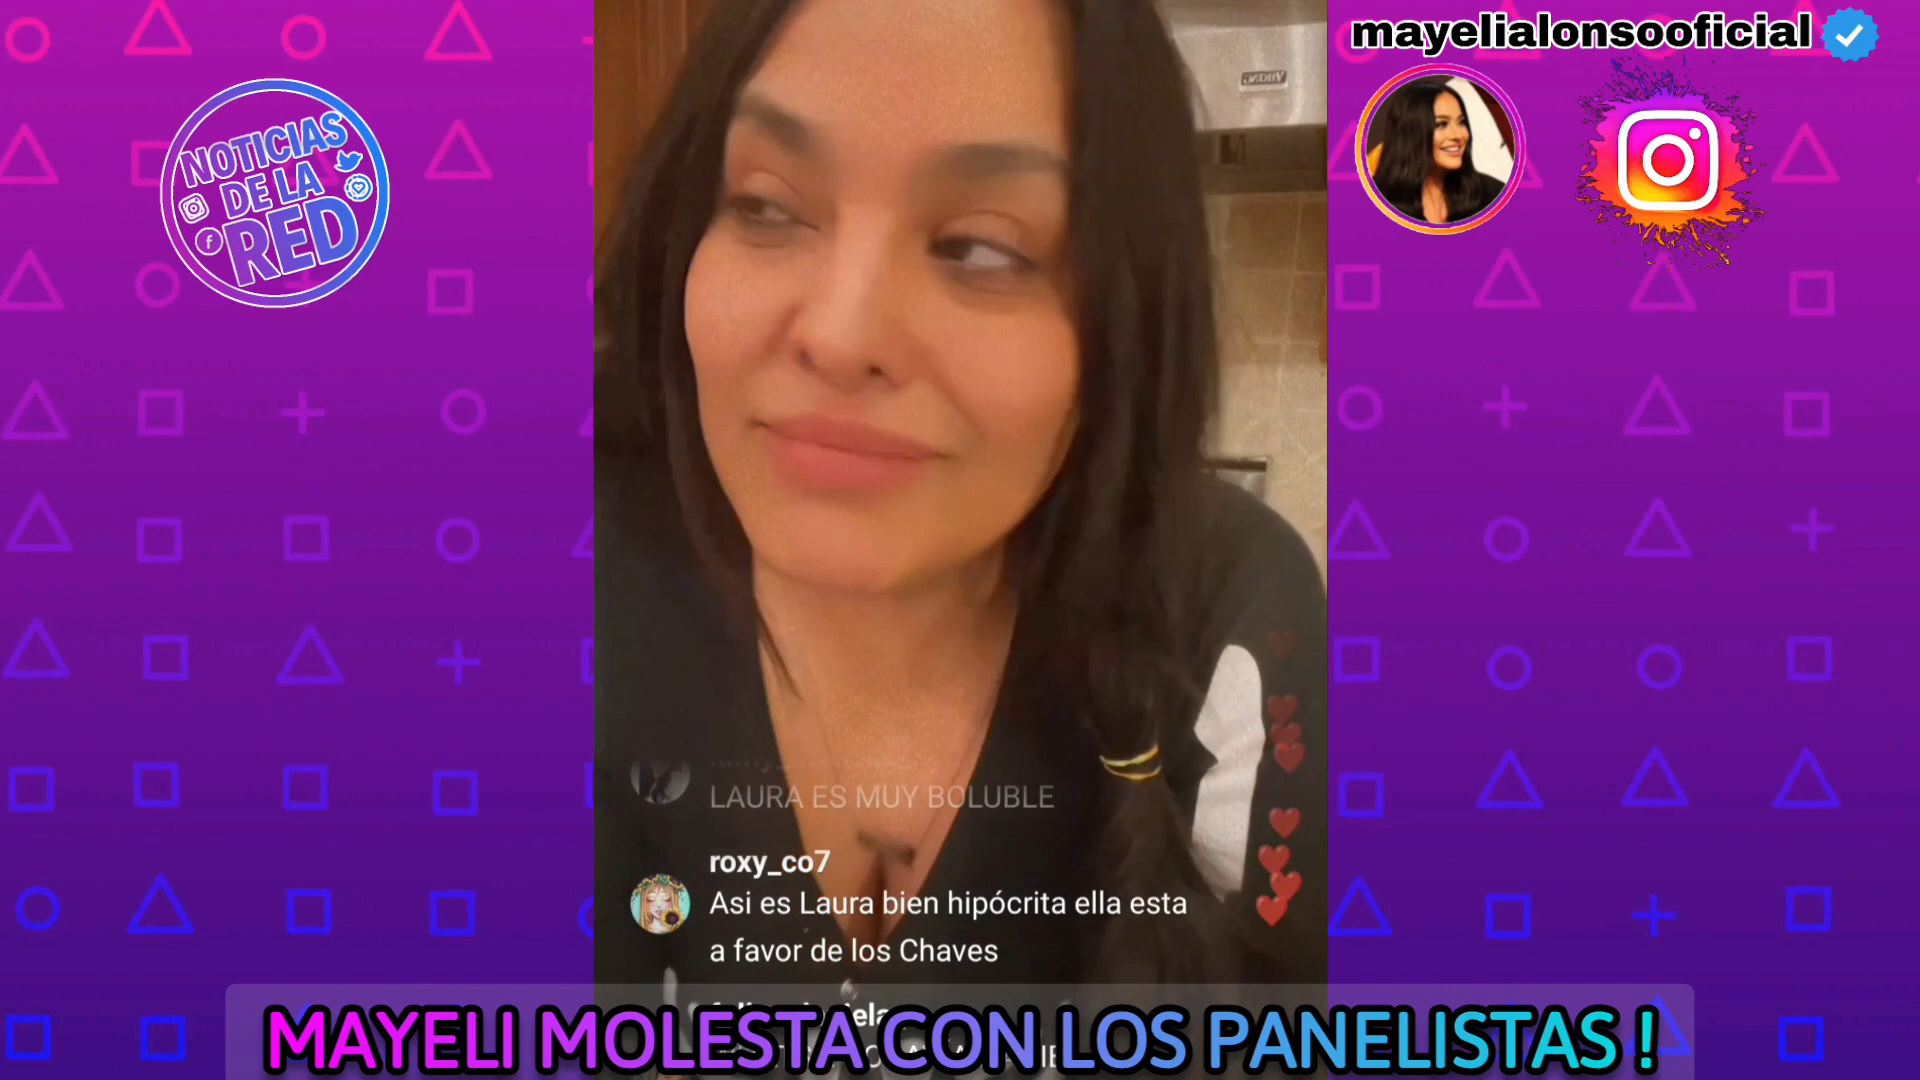 mayelialonsooficial
NOTICIAS
DE LA
RED
LAURA ES MUY BOLUBLE
roxy_co7
Asi es Laura bien hipócrita ella esta
a favor de los Chaves
MAYELI MOLESTA CON LOS PANELISTAS !